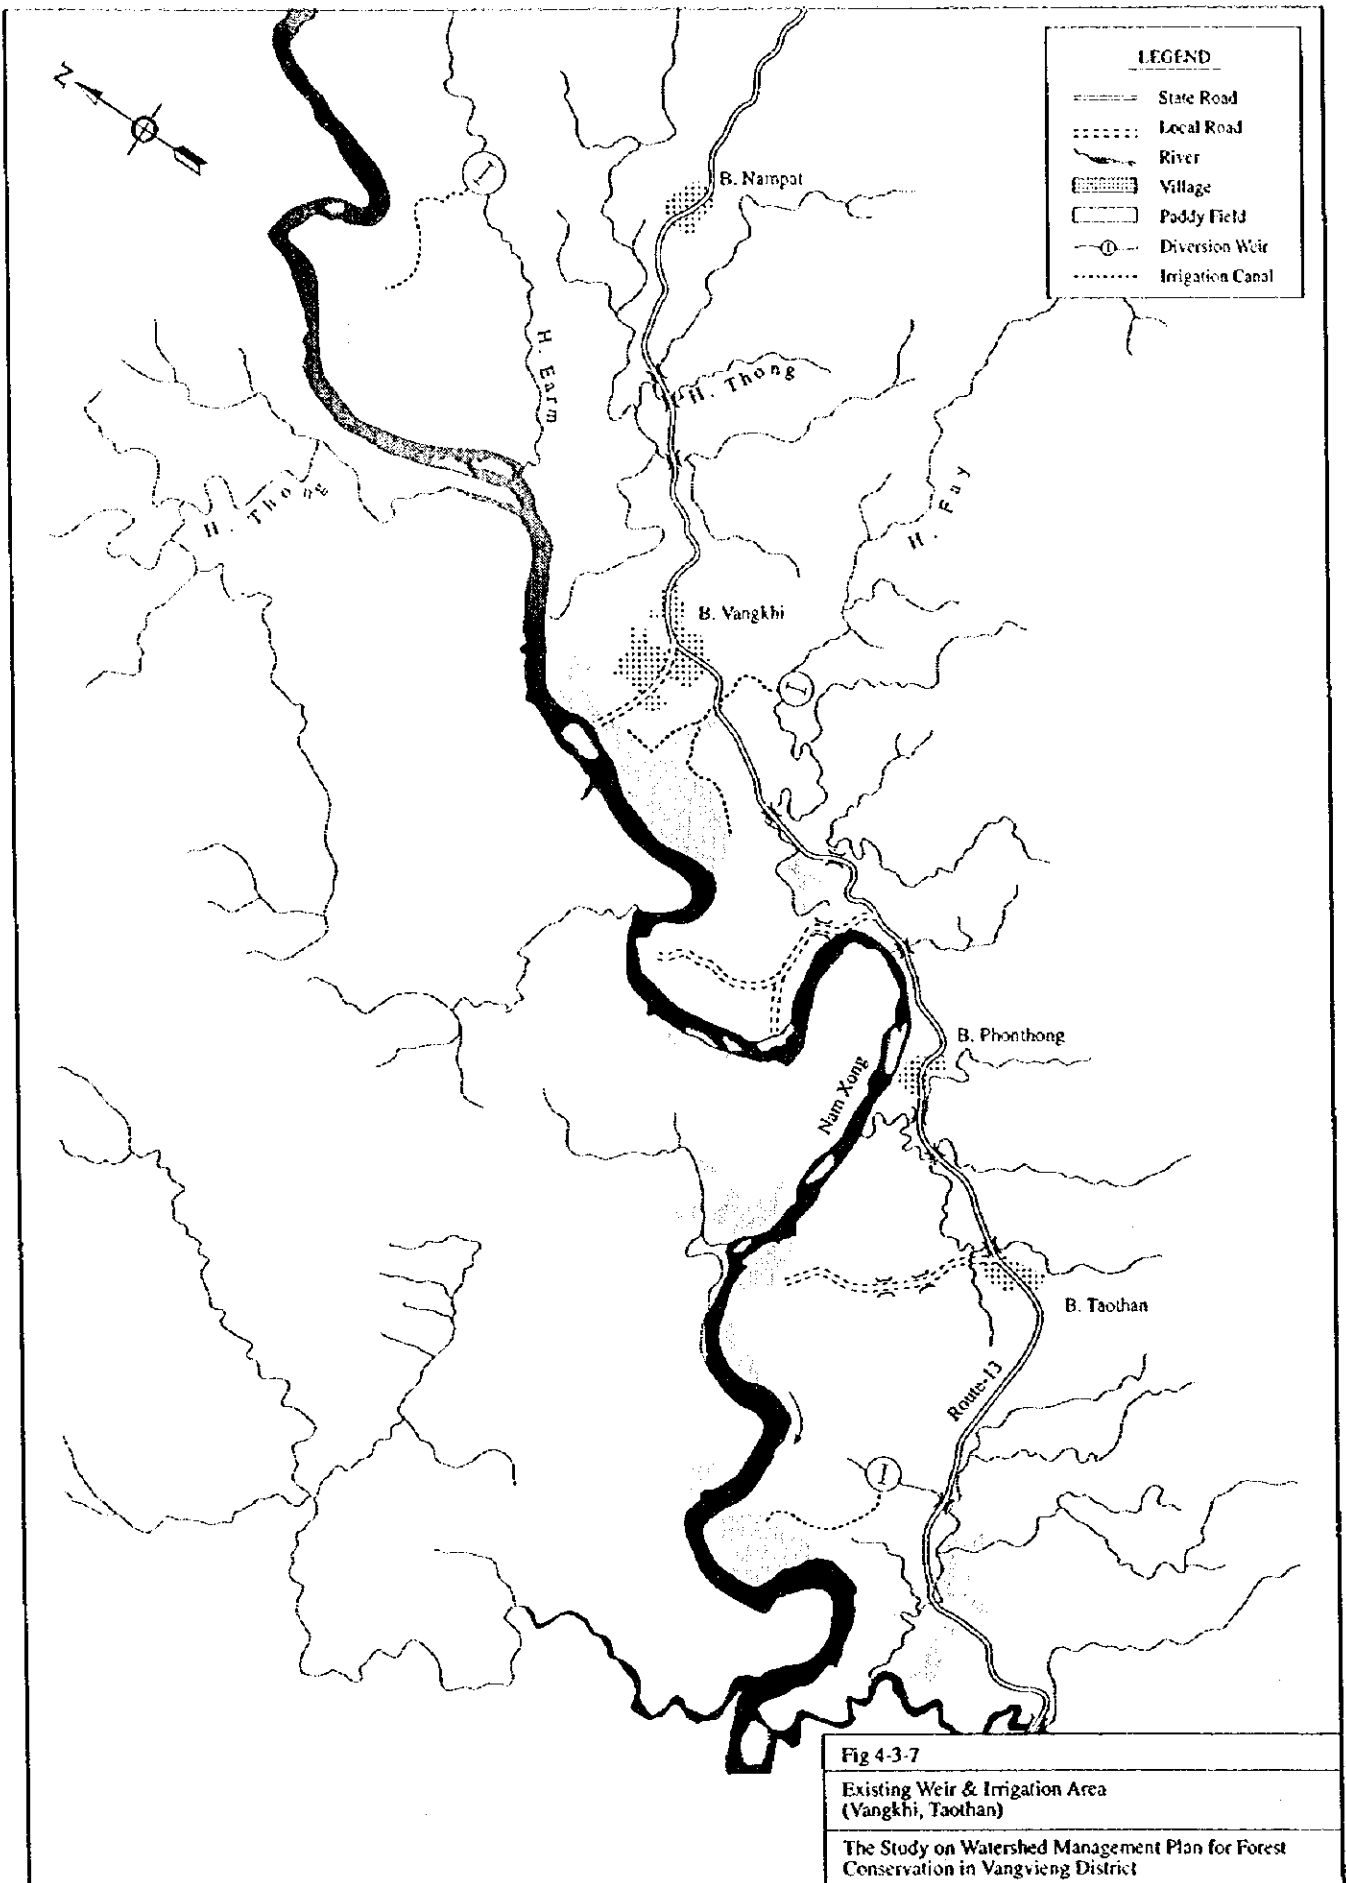 N
LEGEND
State Road
Local Road
River
Village
Paddy Field
I
Diversion Weir
Irrigation Canal
I
B. Nampat
H. Earm
H. Thong
H. Thong
H. Fay
B. Vangkhi
I
B. Phonthong
Nam Xong
B. Taothan
Route-13
I
Fig 4-3-7
Existing Weir & Irrigation Area
(Vangkhi, Taothan)
The Study on Watershed Management Plan for Forest
Conservation in Vangvieng District